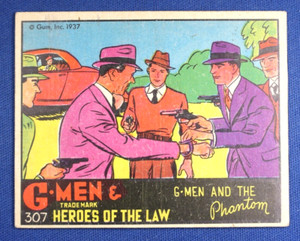 © Gum, Inc. 1937
G-MEN &
TRADE MARK
307 HEROES OF THE LAW
G-MEN AND THE
Phantom